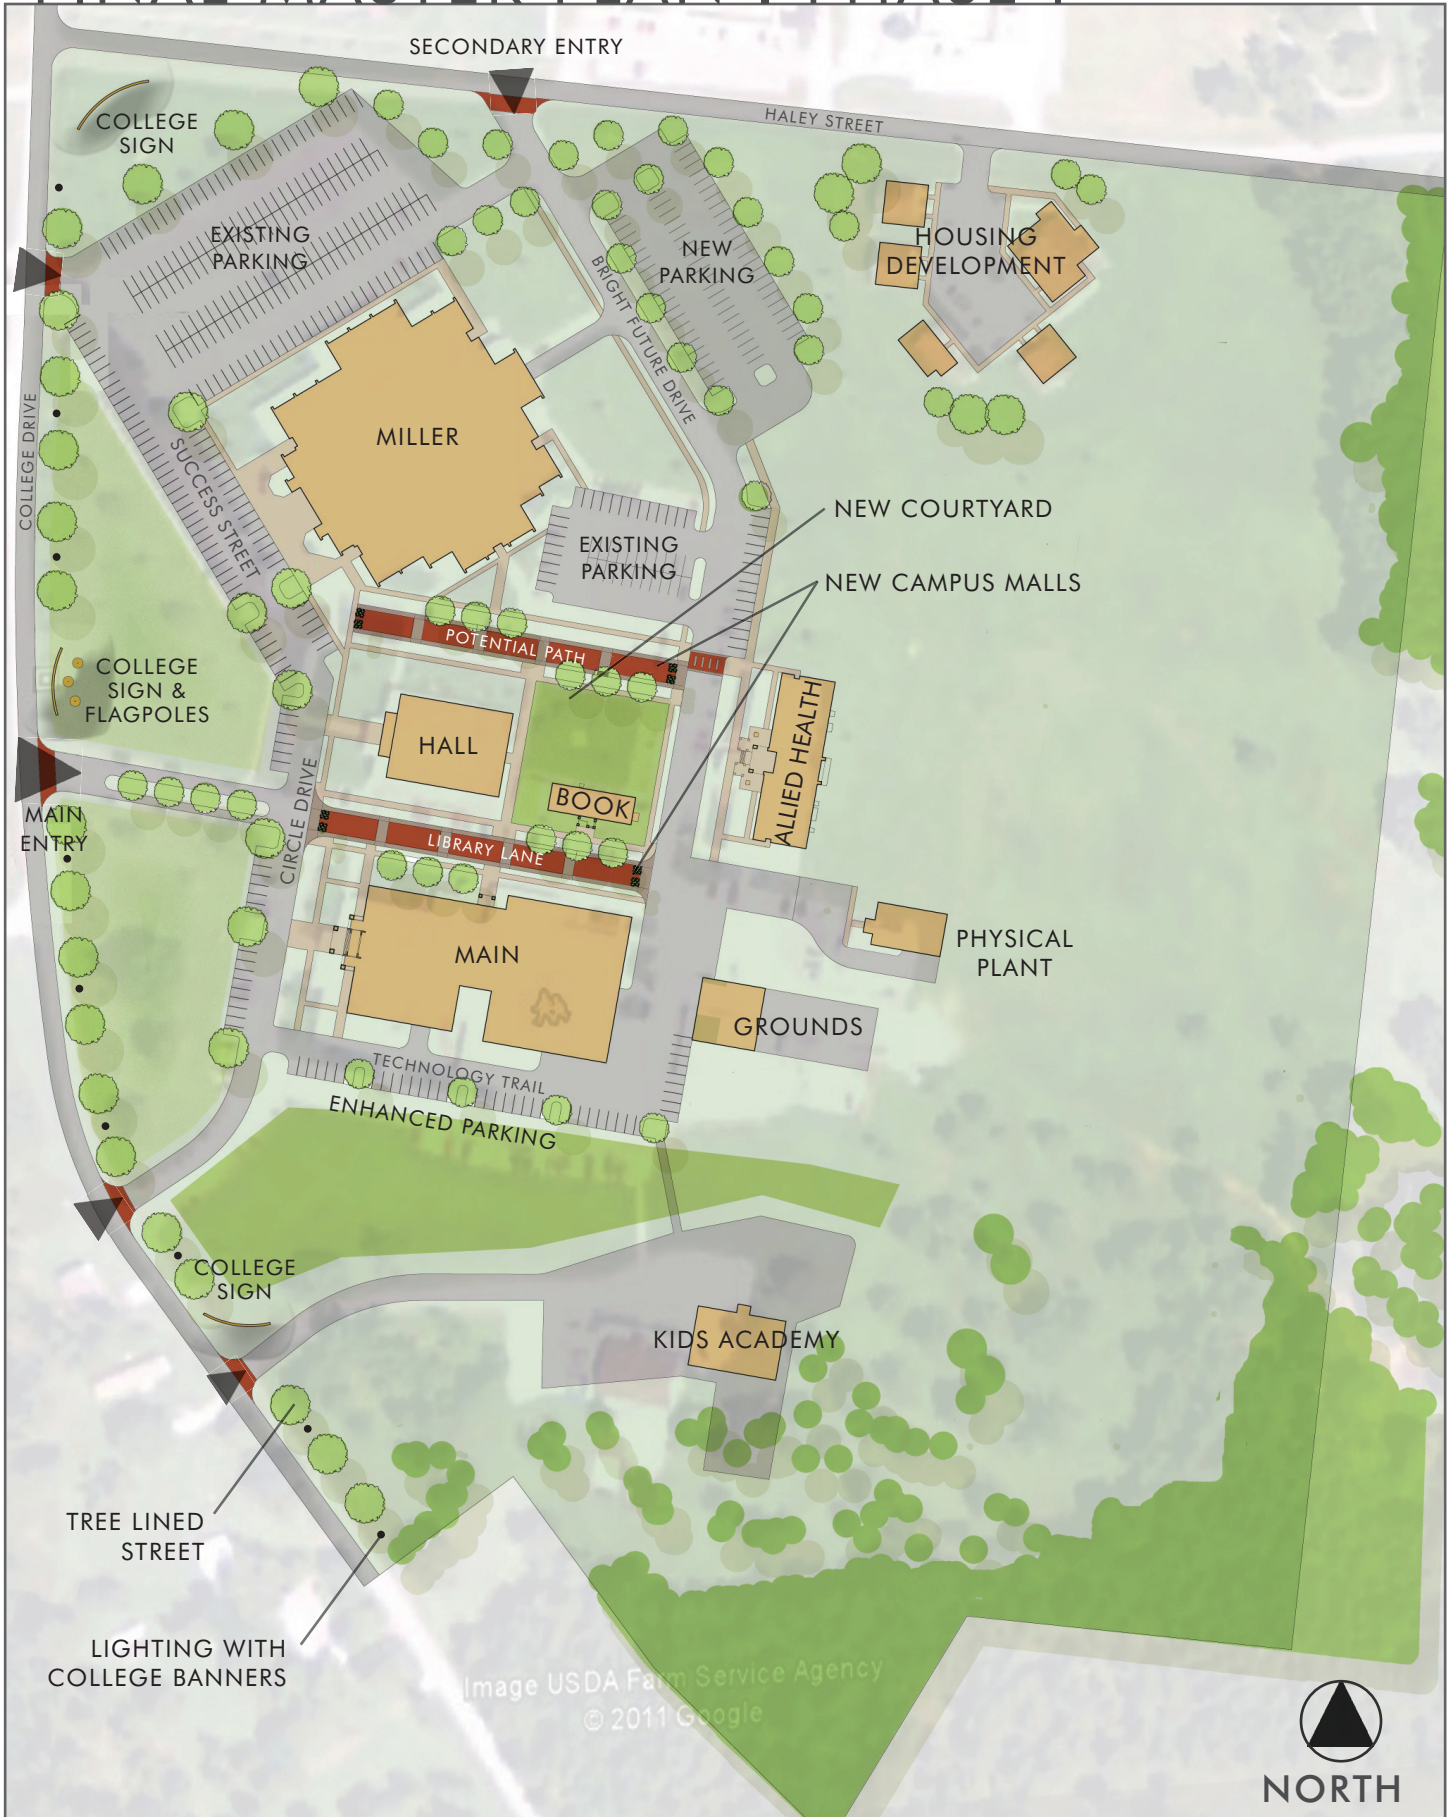 SECONDARY ENTRY
HALEY STREET
COLLEGE
SIGN
EXISTING
PARKING
NEW
PARKING
HOUSING
DEVELOPMENT
BRIGHT FUTURE DRIVE
COLLEGE DRIVE
MILLER
SUCCESS STREET
NEW COURTYARD
EXISTING
PARKING
NEW CAMPUS MALLS
POTENTIAL PATH
COLLEGE
SIGN &
FLAGPOLES
HALL
ALLIED HEALTH
BOOK
CIRCLE DRIVE
MAIN
ENTRY
LIBRARY LANE
MAIN
PHYSICAL
PLANT
GROUNDS
TECHNOLOGY TRAIL
ENHANCED PARKING
COLLEGE
SIGN
KIDS ACADEMY
TREE LINED
STREET
LIGHTING WITH
COLLEGE BANNERS
Image USDA Farm Service Agency
© 2011 Google
NORTH